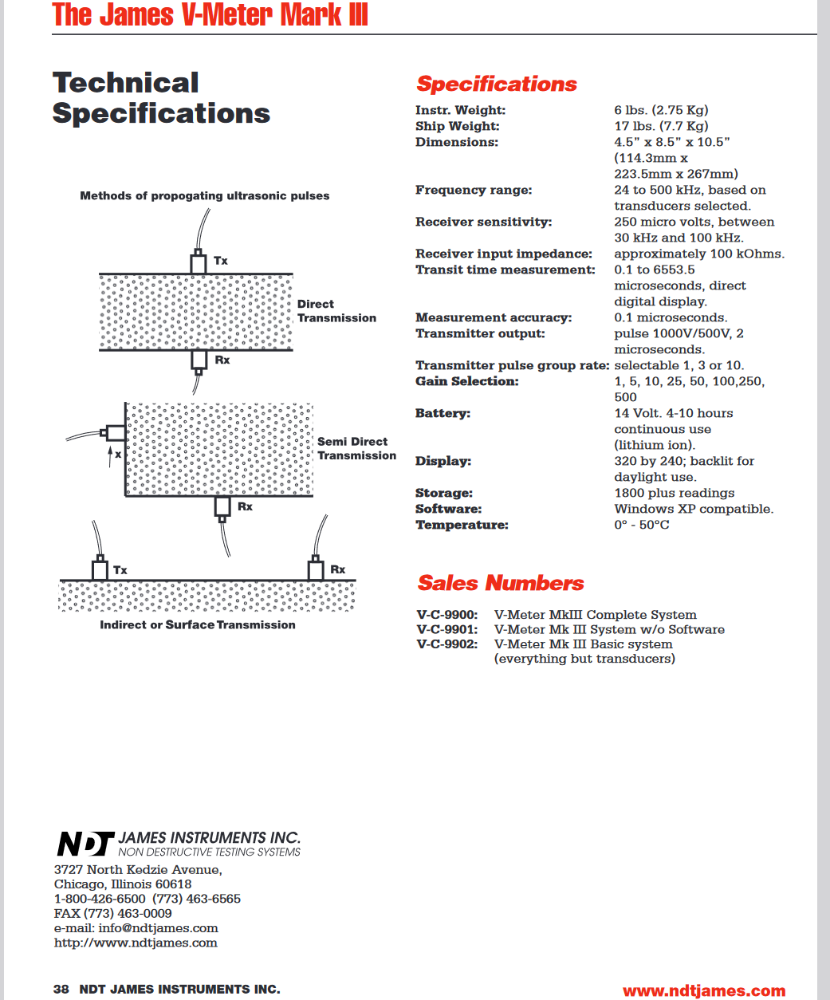 The James V-Meter Mark III
Technical
Specifications
Methods of propogating ultrasonic pulses
Tx
Direct
Transmission
Rx
Semi Direct
Transmission
x
Rx
Tx
Rx
Indirect or Surface Transmission
Specifications
Instr. Weight: 6 lbs. (2.75 Kg)
Ship Weight: 17 lbs. (7.7 Kg)
Dimensions: 4.5” x 8.5” x 10.5”
(114.3mm x
223.5mm x 267mm)
Frequency range: 24 to 500 kHz, based on
transducers selected.
Receiver sensitivity: 250 micro volts, between
30 kHz and 100 kHz.
Receiver input impedance: approximately 100 kOhms.
Transit time measurement: 0.1 to 6553.5
microseconds, direct
digital display.
Measurement accuracy: 0.1 microseconds.
Transmitter output: pulse 1000V/500V, 2
microseconds.
Transmitter pulse group rate: selectable 1, 3 or 10.
Gain Selection: 1, 5, 10, 25, 50, 100,250,
500
Battery: 14 Volt. 4-10 hours
continuous use
(lithium ion).
Display: 320 by 240; backlit for
daylight use.
Storage: 1800 plus readings
Software: Windows XP compatible.
Temperature: 0° - 50°C
Sales Numbers
V-C-9900: V-Meter MkIII Complete System
V-C-9901: V-Meter Mk III System w/o Software
V-C-9902: V-Meter Mk III Basic system
(everything but transducers)
NDT JAMES INSTRUMENTS INC.
NON DESTRUCTIVE TESTING SYSTEMS
3727 North Kedzie Avenue,
Chicago, Illinois 60618
1-800-426-6500 (773) 463-6565
FAX (773) 463-0009
e-mail: info@ndtjames.com
http://www.ndtjames.com
38 NDT JAMES INSTRUMENTS INC.
www.ndtjames.com